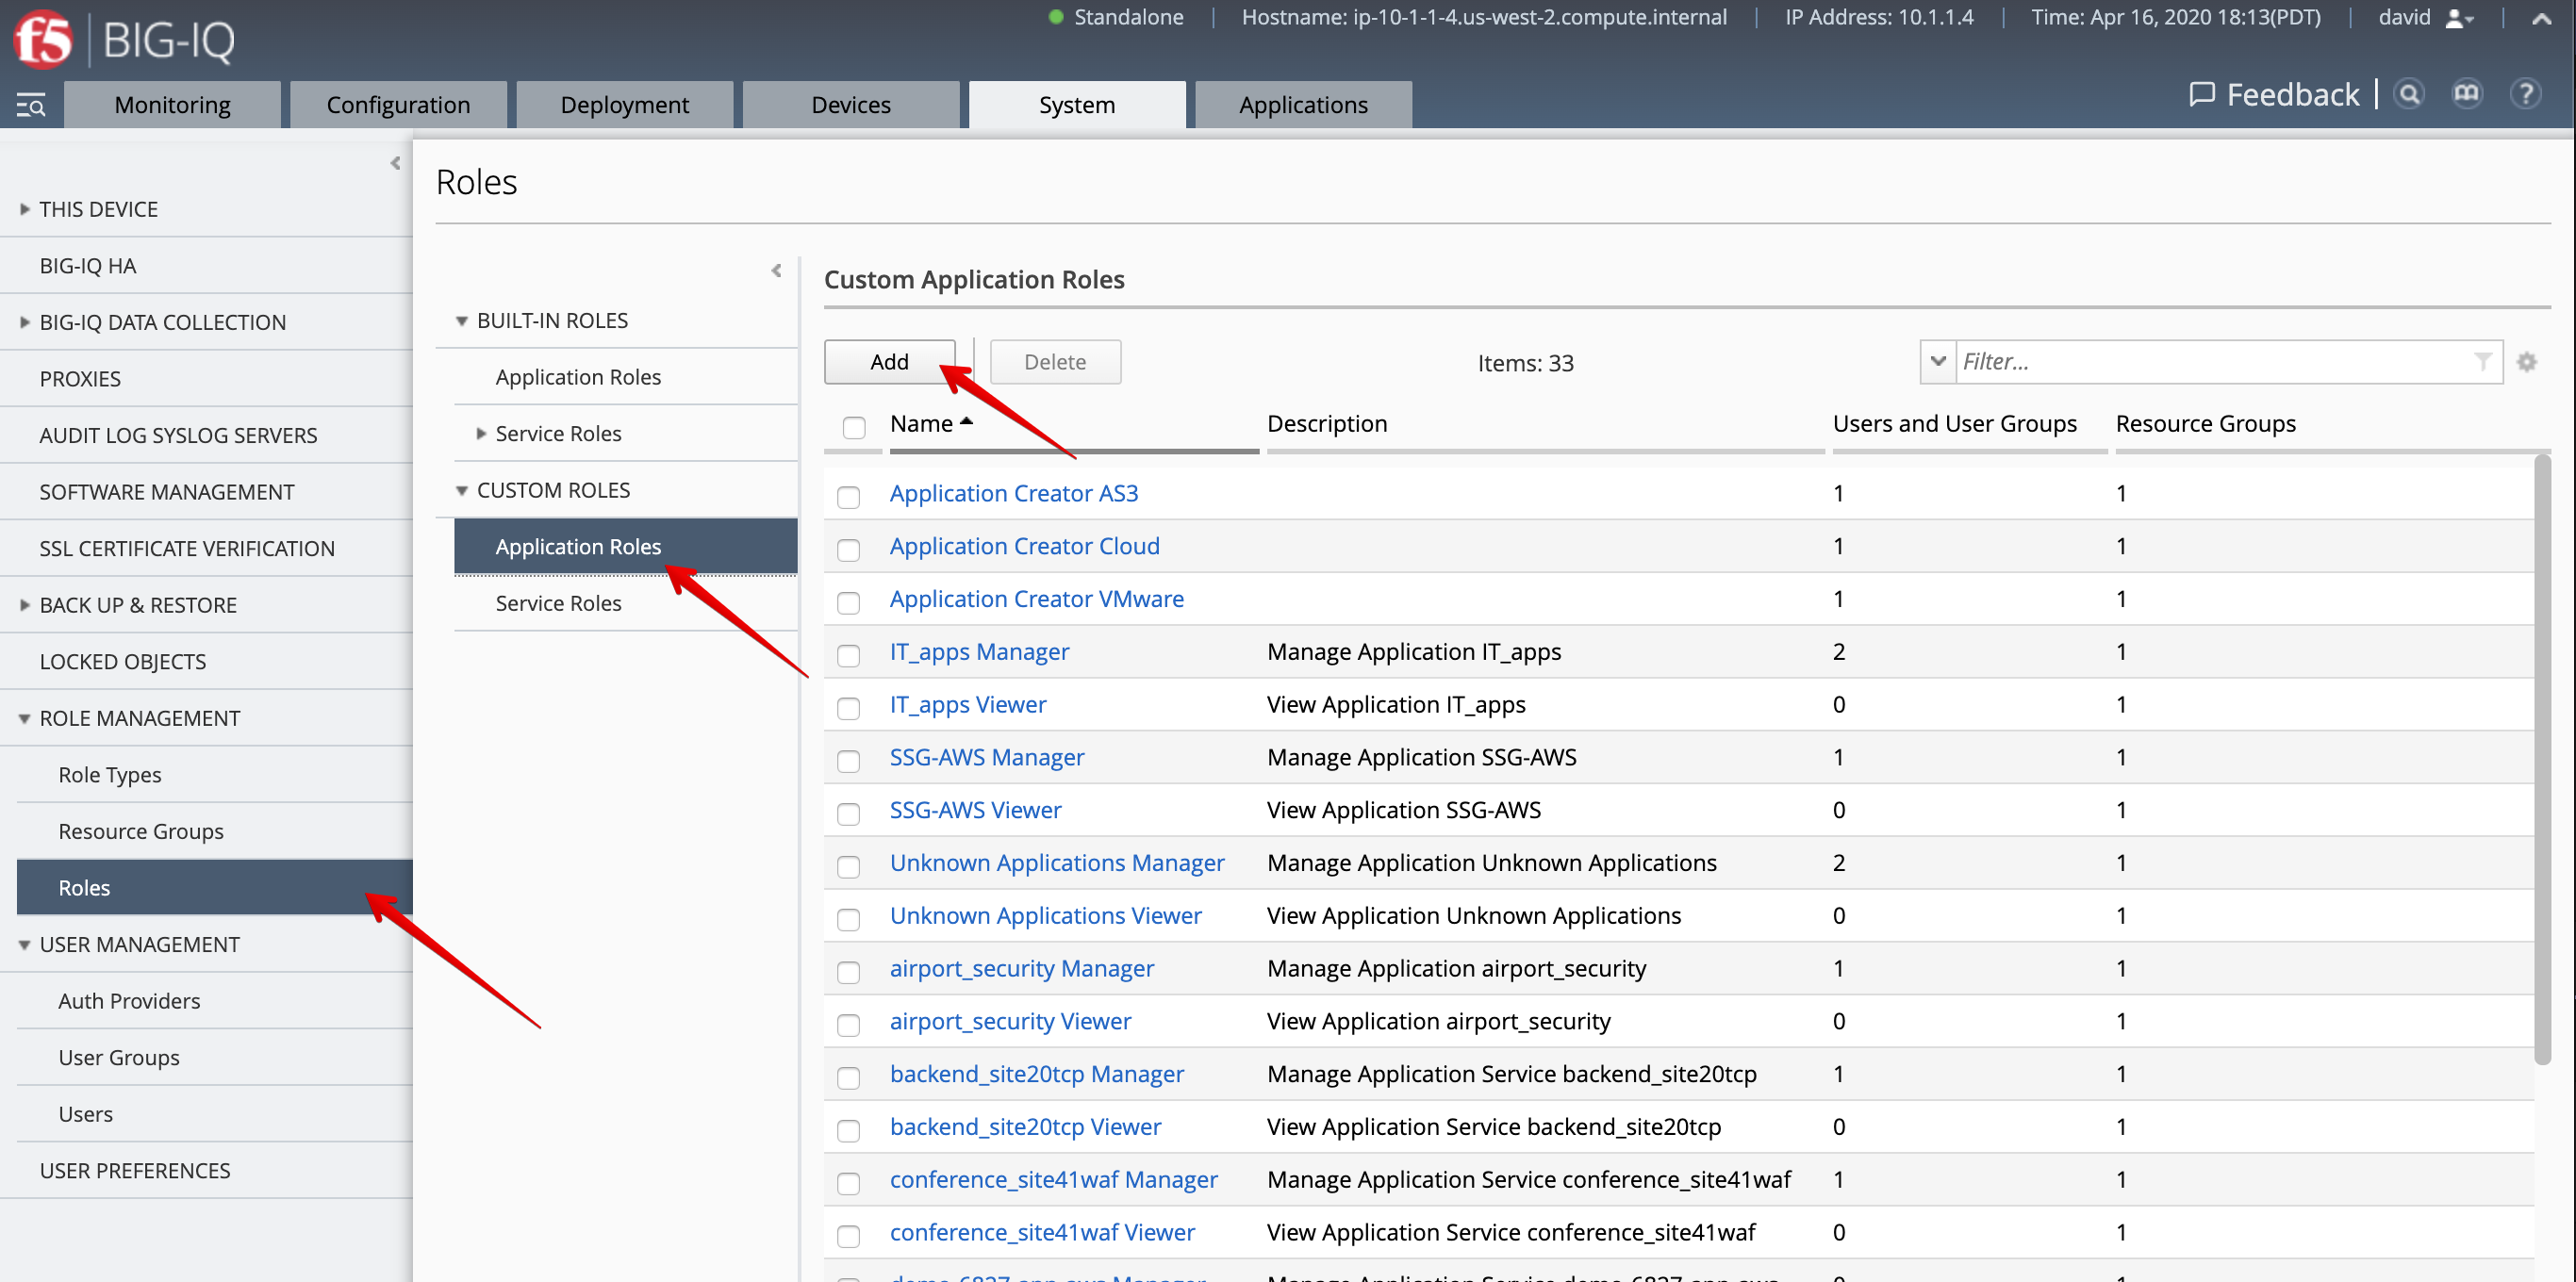 f5 BIG-IQ
Standalone | Hostname: ip-10-1-1-4.us-west-2.compute.internal | IP Address: 10.1.1.4 | Time: Apr 16, 2020 18:13(PDT) | david
Monitoring Configuration Deployment Devices System Applications
Feedback | ?
THIS DEVICE
BIG-IQ HA
BIG-IQ DATA COLLECTION
PROXIES
AUDIT LOG SYSLOG SERVERS
SOFTWARE MANAGEMENT
SSL CERTIFICATE VERIFICATION
BACK UP & RESTORE
LOCKED OBJECTS
ROLE MANAGEMENT
Role Types
Resource Groups
Roles
USER MANAGEMENT
Auth Providers
User Groups
Users
USER PREFERENCES
Roles
BUILT-IN ROLES
Application Roles
Service Roles
CUSTOM ROLES
Application Roles
Service Roles
Custom Application Roles
Add Delete Items: 33 Filter...
Name Description Users and User Groups Resource Groups
Application Creator AS3 1 1
Application Creator Cloud 1 1
Application Creator VMware 1 1
IT_apps Manager Manage Application IT_apps 2 1
IT_apps Viewer View Application IT_apps 0 1
SSG-AWS Manager Manage Application SSG-AWS 1 1
SSG-AWS Viewer View Application SSG-AWS 0 1
Unknown Applications Manager Manage Application Unknown Applications 2 1
Unknown Applications Viewer View Application Unknown Applications 0 1
airport_security Manager Manage Application airport_security 1 1
airport_security Viewer View Application airport_security 0 1
backend_site20tcp Manager Manage Application Service backend_site20tcp 1 1
backend_site20tcp Viewer View Application Service backend_site20tcp 0 1
conference_site41waf Manager Manage Application Service conference_site41waf 1 1
conference_site41waf Viewer View Application Service conference_site41waf 0 1